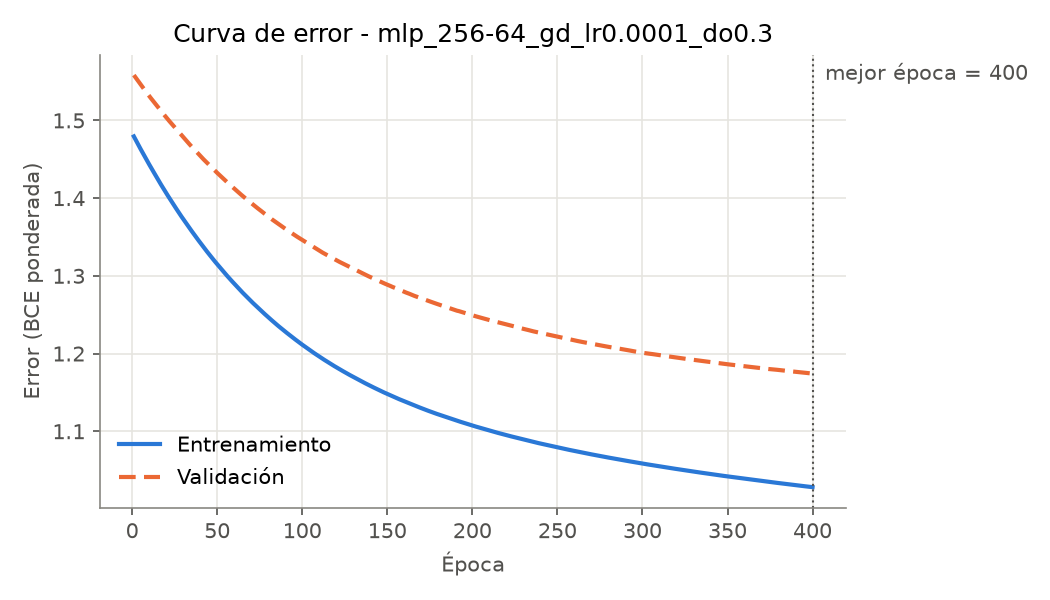 Curva de error - mlp_256-64_gd_lr0.0001_do0.3
mejor época = 400
Error (BCE ponderada)
1.5
1.4
1.3
1.2
1.1
Entrenamiento
Validación
0 50 100 150 200 250 300 350 400
Época